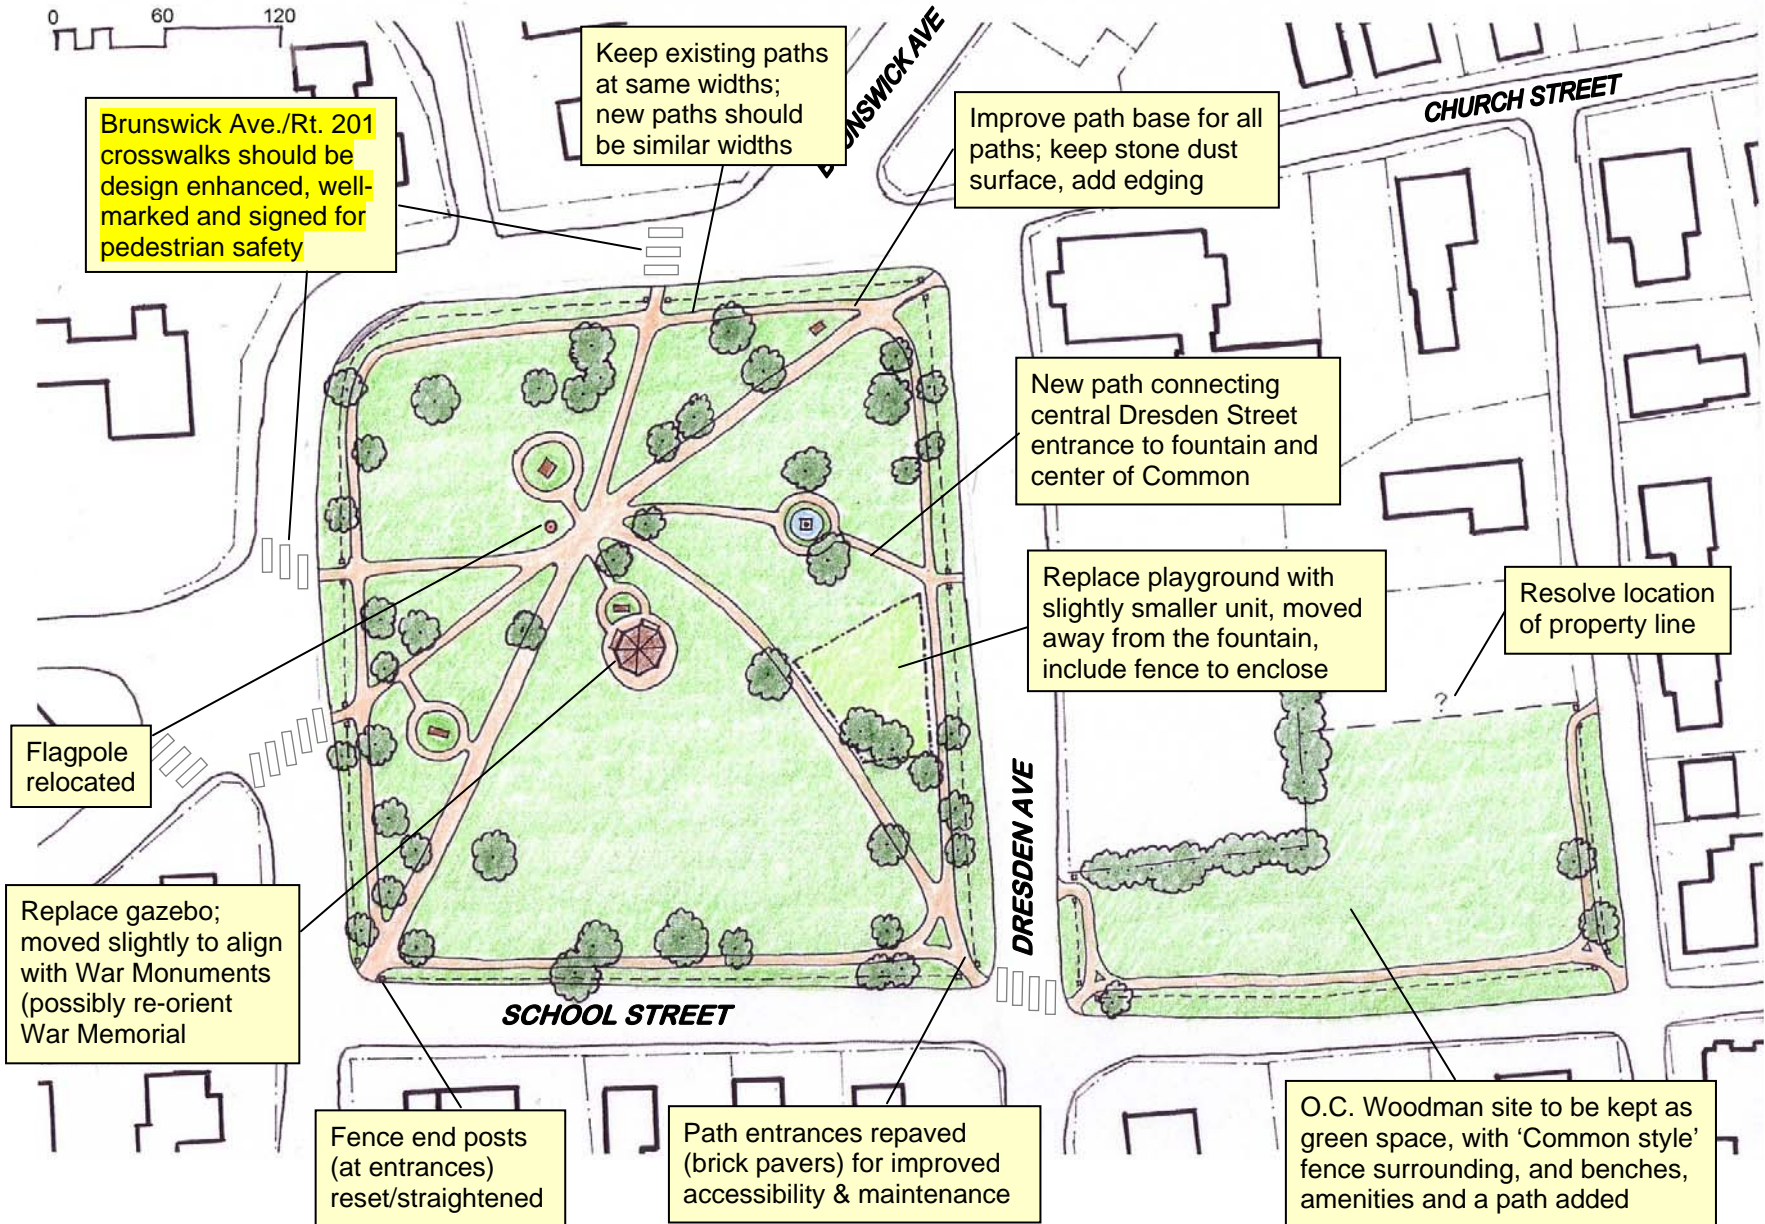 0 60 120
Keep existing paths
at same widths;
new paths should
be similar widths
CHURCH STREET
Brunswick Ave./Rt. 201
crosswalks should be
design enhanced, well-
marked and signed for
pedestrian safety
Improve path base for all
paths; keep stone dust
surface, add edging
New path connecting
central Dresden Street
entrance to fountain and
center of Common
Replace playground with
slightly smaller unit, moved
away from the fountain,
include fence to enclose
Resolve location
of property line
?
Flagpole
relocated
DRESDEN AVE
Replace gazebo;
moved slightly to align
with War Monuments
(possibly re-orient
War Memorial
SCHOOL STREET
Fence end posts
(at entrances)
reset/straightened
Path entrances repaved
(brick pavers) for improved
accessibility & maintenance
O.C. Woodman site to be kept as
green space, with ‘Common style’
fence surrounding, and benches,
amenities and a path added